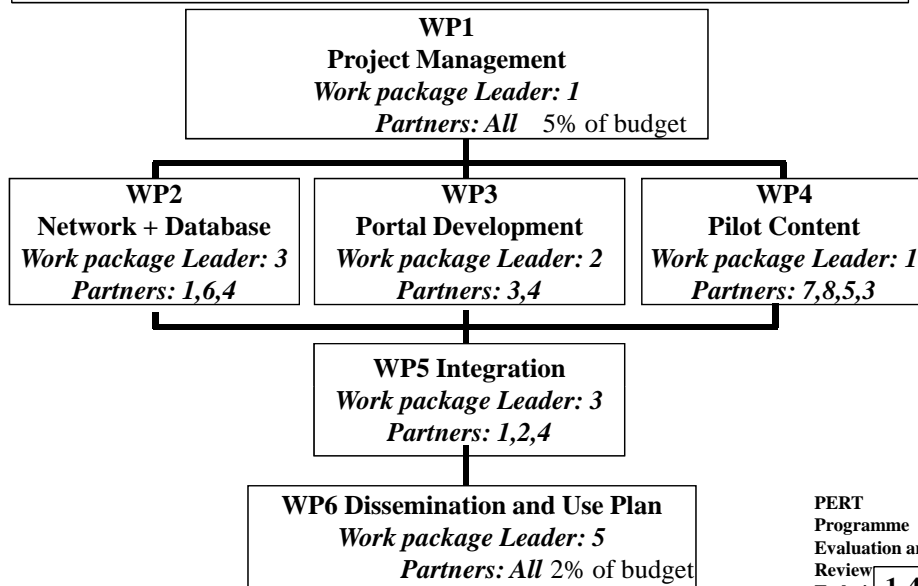 WP1
Project Management
Work package Leader: 1
Partners: All 5% of budget
WP2
Network + Database
Work package Leader: 3
Partners: 1,6,4
WP3
Portal Development
Work package Leader: 2
Partners: 3,4
WP4
Pilot Content
Work package Leader: 1
Partners: 7,8,5,3
WP5 Integration
Work package Leader: 3
Partners: 1,2,4
WP6 Dissemination and Use Plan
Work package Leader: 5
Partners: All 2% of budget
PERT
Programme
Evaluation
Review